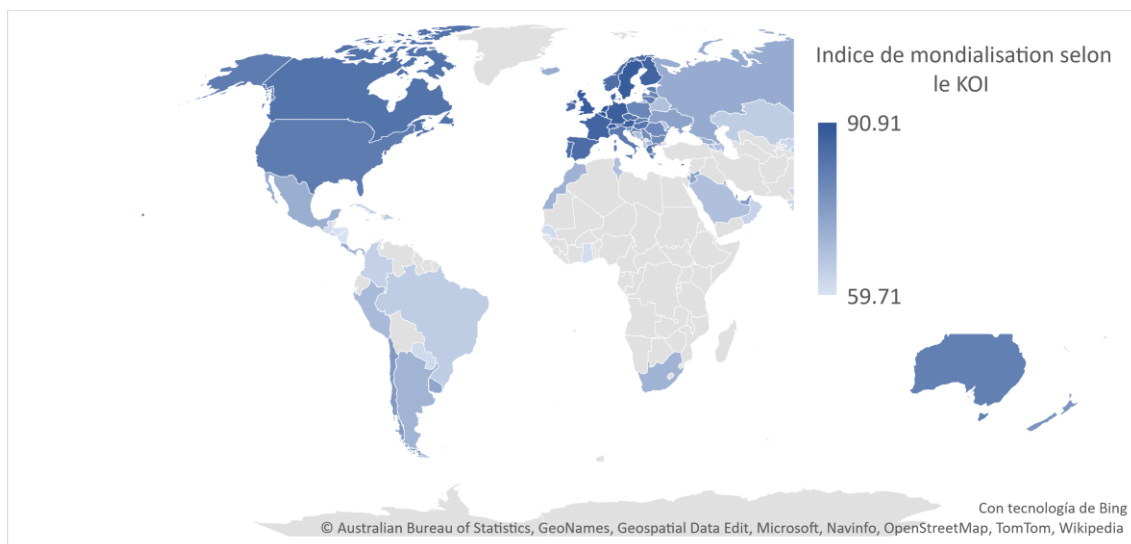 Indice de mondialisation selon
le KOI
90.91
59.71
Con tecnología de Bing
© Australian Bureau of Statistics, GeoNames, Geospatial Data Edit, Microsoft, Navinfo, OpenStreetMap, TomTom, Wikipedia